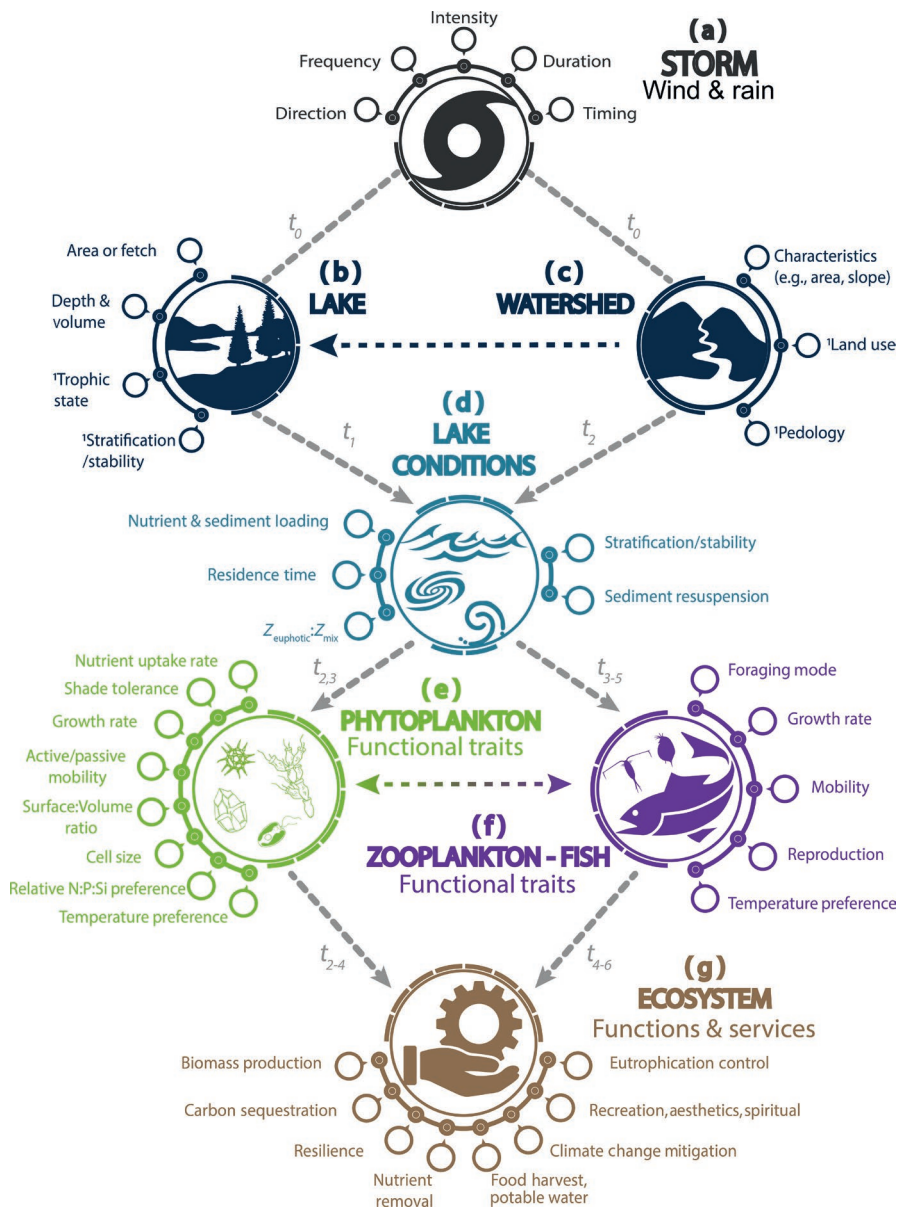 Intensity
(a)
STORM
Wind & rain
Frequency
Duration
Direction
Timing
t0
t0
Area or fetch
(b)
LAKE
(c)
WATERSHED
Characteristics
(e.g., area, slope)
Depth &
volume
¹Land use
¹Trophic
state
¹Stratification
/stability
¹Pedology
t1
t2
(d)
LAKE
CONDITIONS
Nutrient & sediment loading
Stratification/stability
Residence time
Sediment resuspension
Zeuphotic:Zmix
t2,3
t3-5
Nutrient uptake rate
Shade tolerance
Growth rate
Active/passive
mobility
Surface:Volume
ratio
Cell size
Relative N:P:Si preference
Temperature preference
(e)
PHYTOPLANKTON
Functional traits
Foraging mode
Growth rate
Mobility
Reproduction
Temperature preference
(f)
ZOOPLANKTON - FISH
Functional traits
t2-4
t4-6
(g)
ECOSYSTEM
Functions & services
Biomass production
Eutrophication control
Carbon sequestration
Recreation, aesthetics, spiritual
Resilience
Climate change mitigation
Nutrient
removal
Food harvest,
potable water